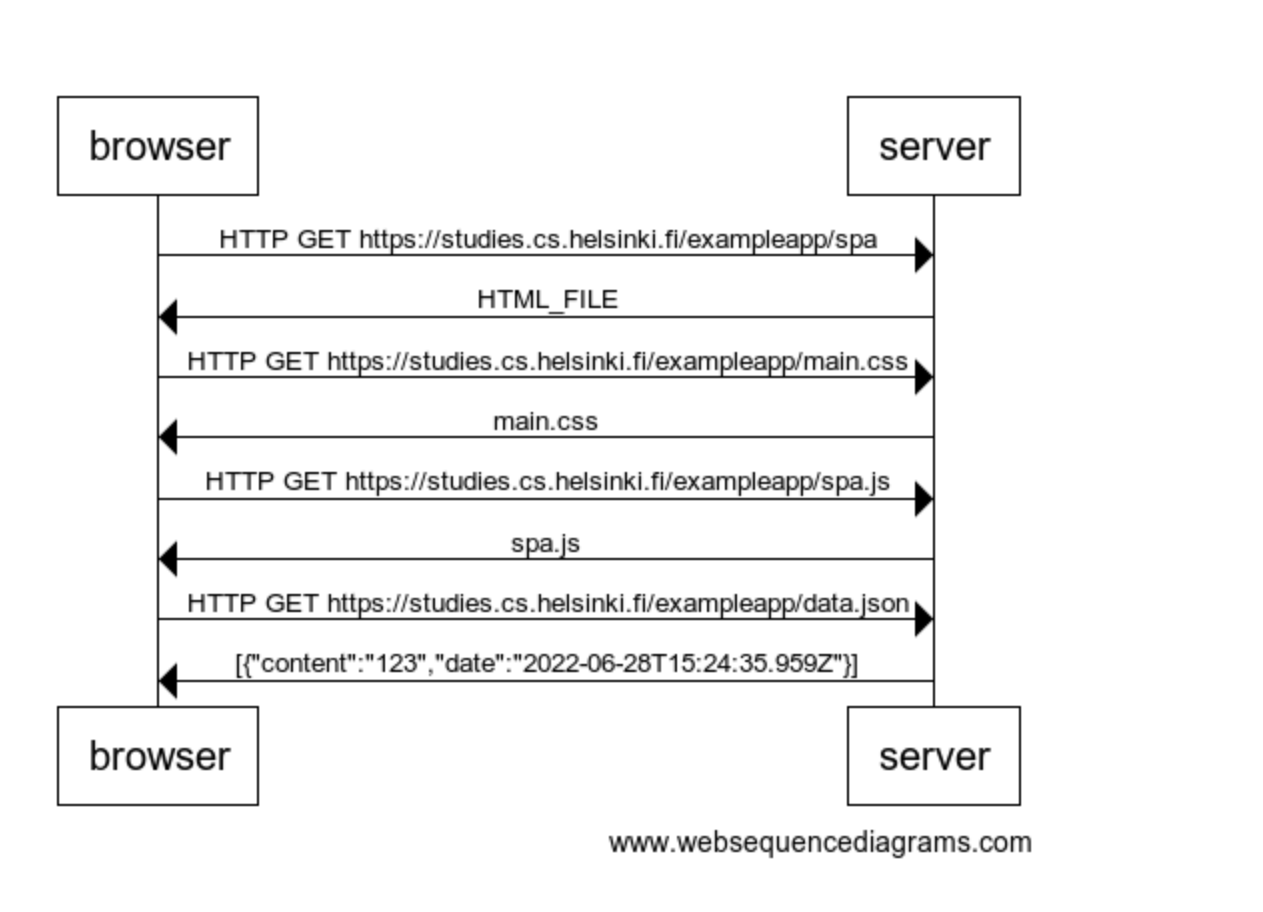 browser
server
HTTP GET https://studies.cs.helsinki.fi/exampleapp/spa
HTML_FILE
HTTP GET https://studies.cs.helsinki.fi/exampleapp/main.css
main.css
HTTP GET https://studies.cs.helsinki.fi/exampleapp/spa.js
spa.js
HTTP GET https://studies.cs.helsinki.fi/exampleapp/data.json
[{"content":"123","date":"2022-06-28T15:24:35.959Z"}]
browser
server
www.websequencediagrams.com